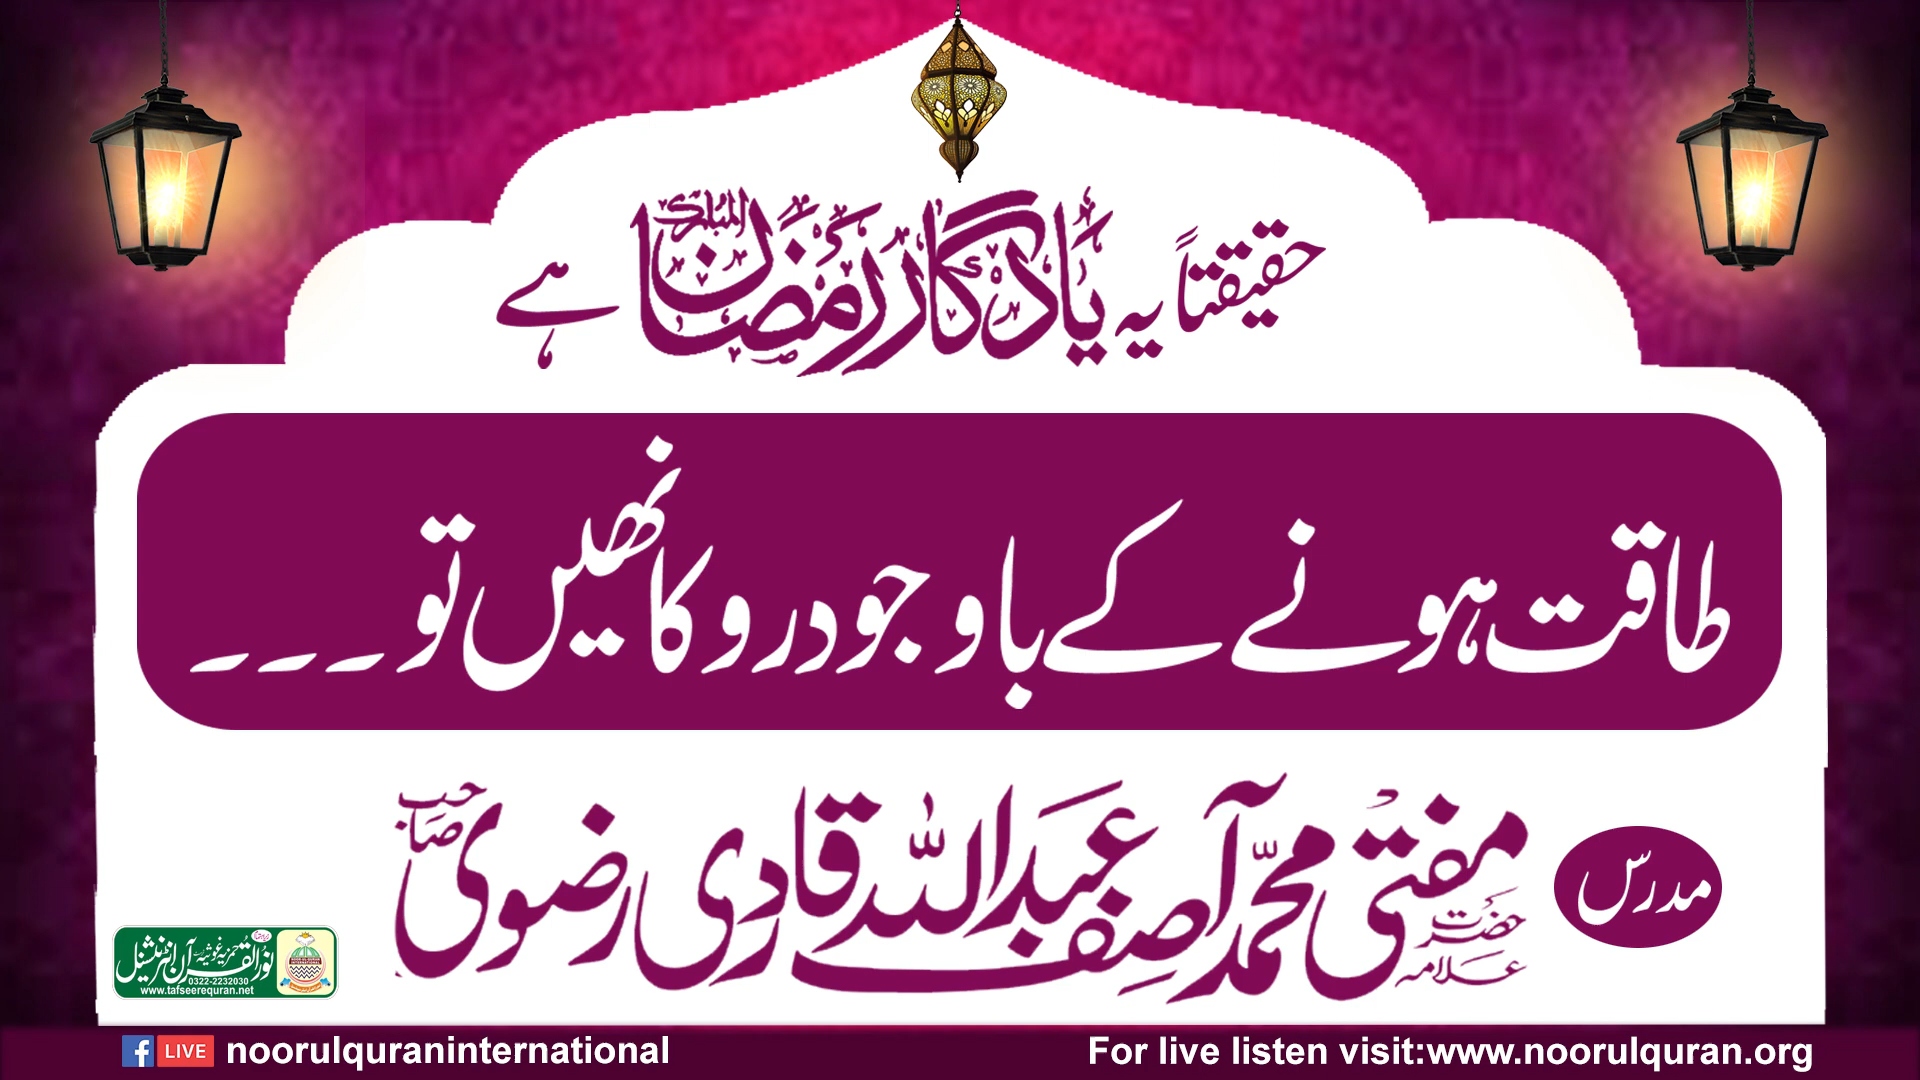 حقیقتاً یہ یادگار رمضان المبارک ہے
طاقت ہونے کے باوجود روکا نھیں تو۔۔۔
مدرس
حضرت علامہ مفتی محمد آصف عبداللہ قادری رضوی صاحب
نور القرآن انٹرنیشنل
0322-2232030
www.tafseerequran.net
LIVE noorulquraninternational
For live listen visit:www.noorulquran.org